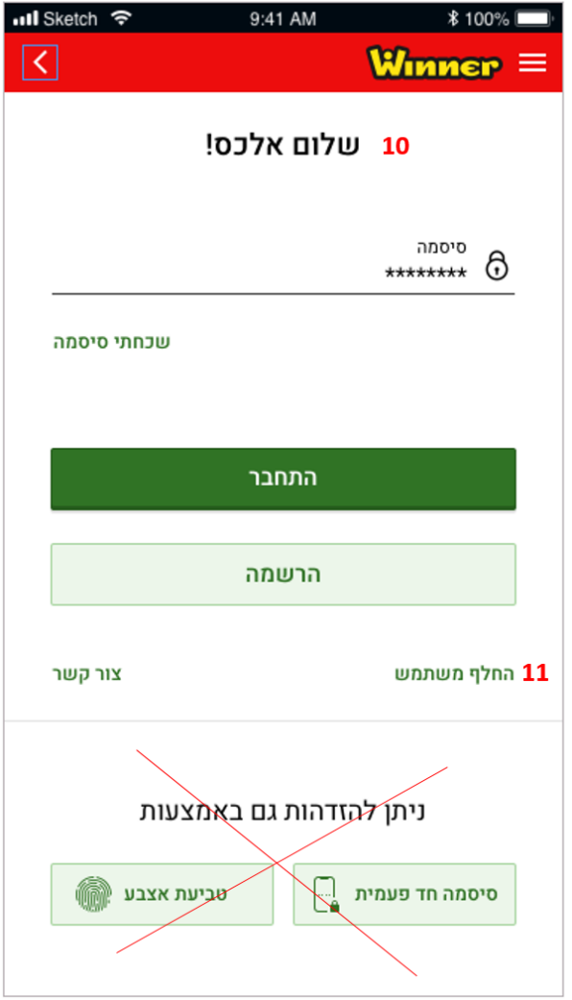 Sketch 9:41 AM 100%
Winner
10 שלום אלכס!
סיסמה
********
שכחתי סיסמה
התחבר
הרשמה
11 החלף משתמש צור קשר
ניתן להזדהות גם באמצעות
סיסמה חד פעמית טביעת אצבע